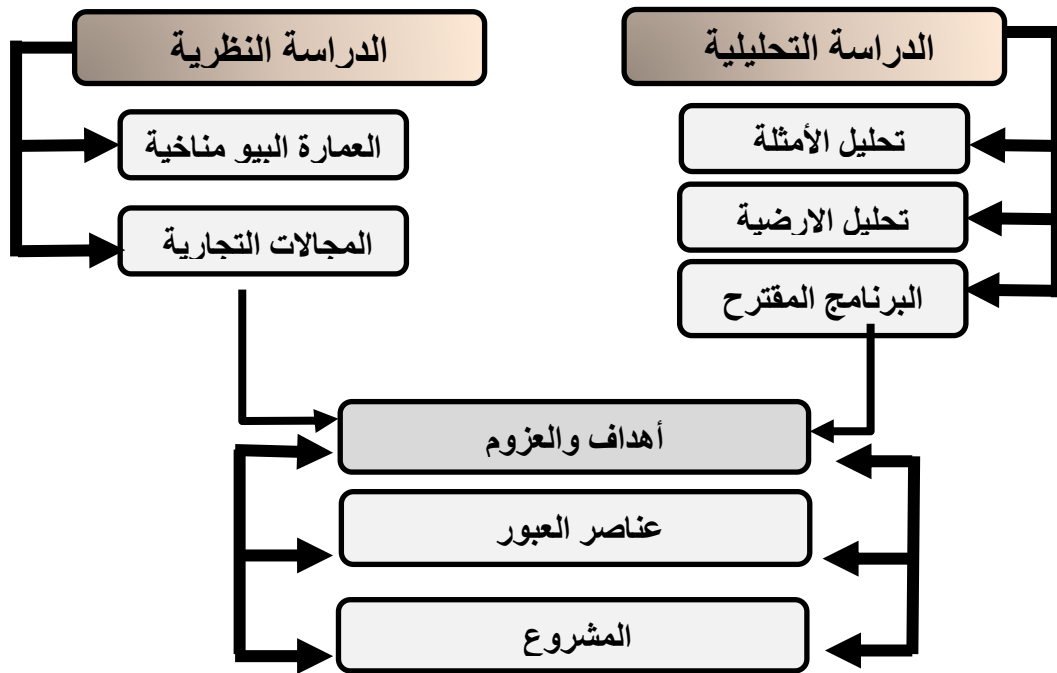 الدراسة التحليلية
الدراسة النظرية
تحليل الأمثلة
العمارة البيو مناخية
تحليل الارضية
المجالات التجارية
البرنامج المقترح
أهداف والعزوم
عناصر العبور
المشروع